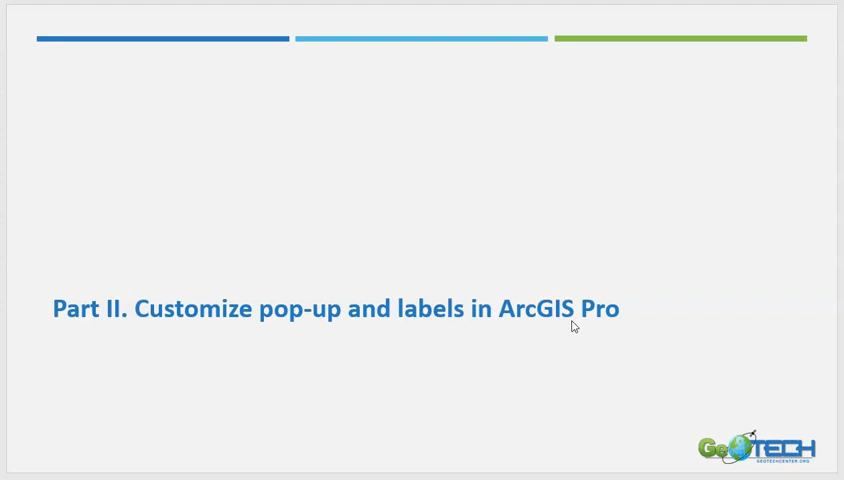 Part II. Customize pop-up and labels in ArcGIS Pro
GeoTECH
GEOTECHCENTER.ORG